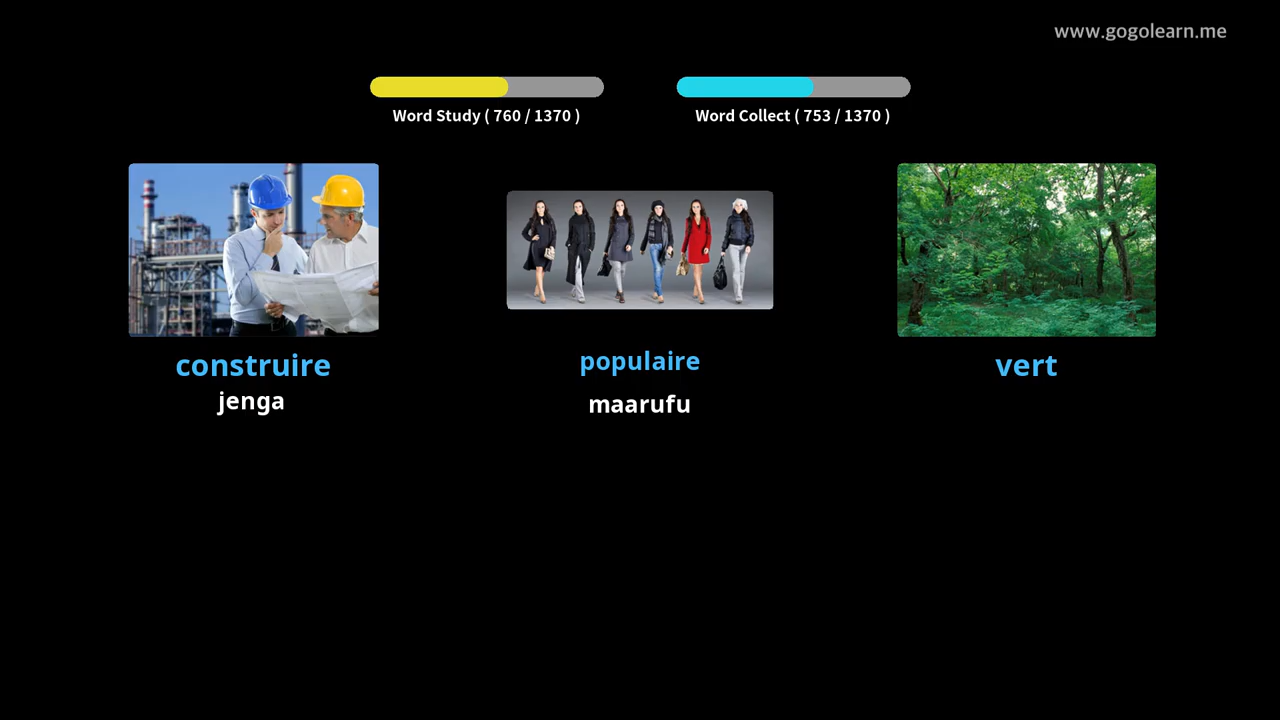 www.gogolearn.me
Word Study ( 760 / 1370 )
Word Collect ( 753 / 1370 )
construire
jenga
populaire
maarufu
vert